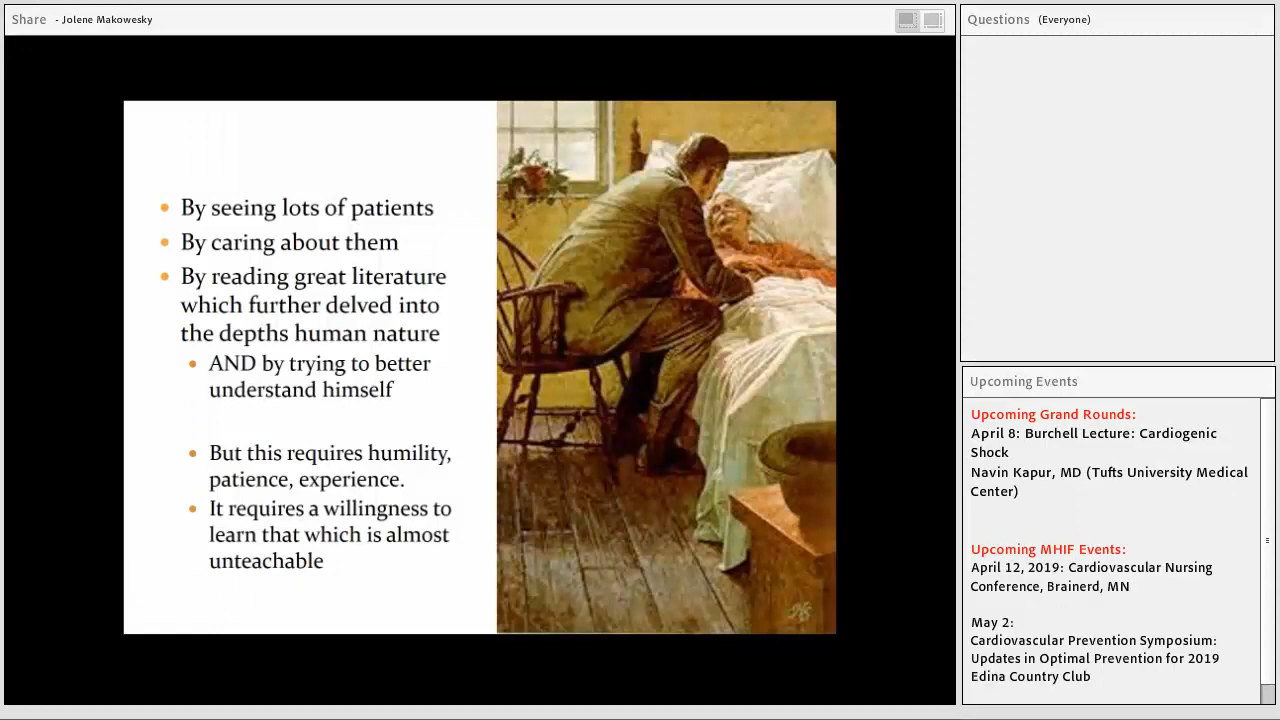 Share - Jolene Makowesky
By seeing lots of patients
By caring about them
By reading great literature
which further delved into
the depths human nature
AND by trying to better
understand himself
But this requires humility,
patience, experience.
It requires a willingness to
learn that which is almost
unteachable
Questions (Everyone)
Upcoming Events
Upcoming Grand Rounds:
April 8: Burchell Lecture: Cardiogenic
Shock
Navin Kapur, MD (Tufts University Medical
Center)
Upcoming MHIF Events:
April 12, 2019: Cardiovascular Nursing
Conference, Brainerd, MN
May 2:
Cardiovascular Prevention Symposium:
Updates in Optimal Prevention for 2019
Edina Country Club